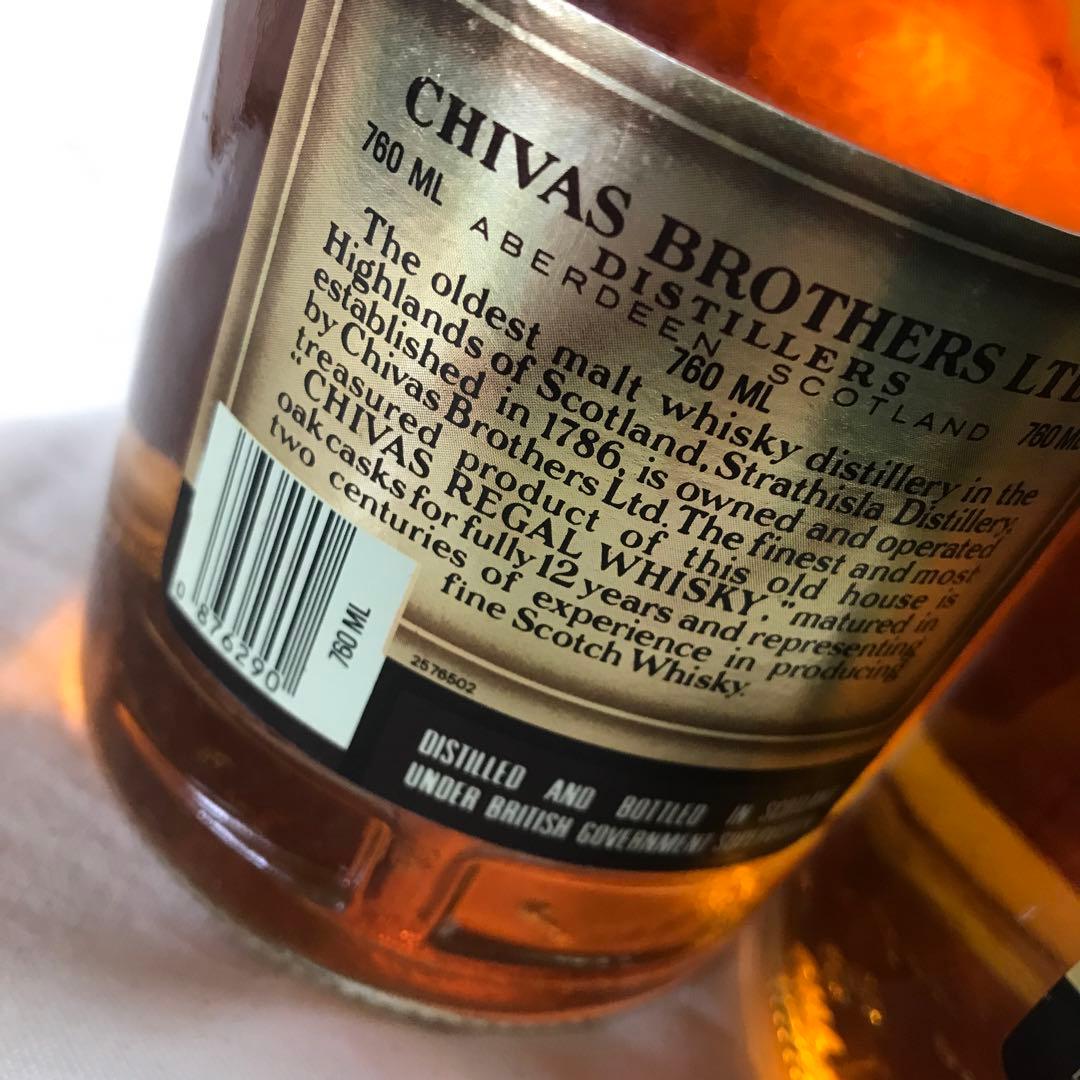 CHIVAS BROTHERS LTD
DISTILLERS
760 ML ABERDEEN 760 ML SCOTLAND 760 ML
The oldest malt whisky distillery in the
Highlands of Scotland, Strathisla Distillery,
established in 1786, is owned and operated
by Chivas Brothers Ltd. The finest and most
treasured product of this old house is
“CHIVAS REGAL WHISKY,” matured in
oak casks for fully 12 years and representing
two centuries of experience in producing
fine Scotch Whisky.
0 876290
760 ML
2576502
DISTILLED AND BOTTLED IN
UNDER BRITISH GOVERNMENT